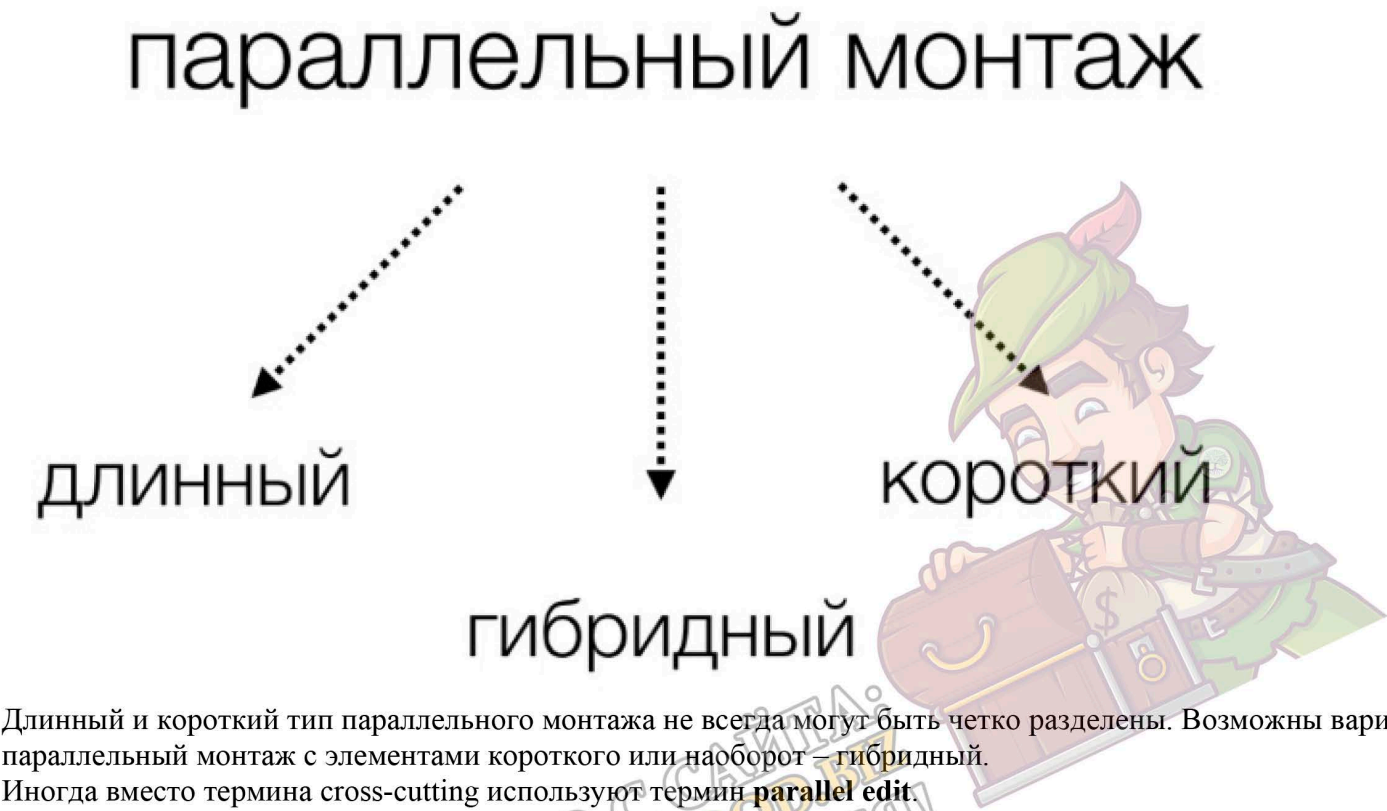 параллельный монтаж
длинный
короткий
гибридный
Длинный и короткий тип параллельного монтажа не всегда могут быть четко разделены. Возможны вари
параллельный монтаж с элементами короткого или наоборот – гибридный.
Иногда вместо термина cross-cutting используют термин parallel edit.